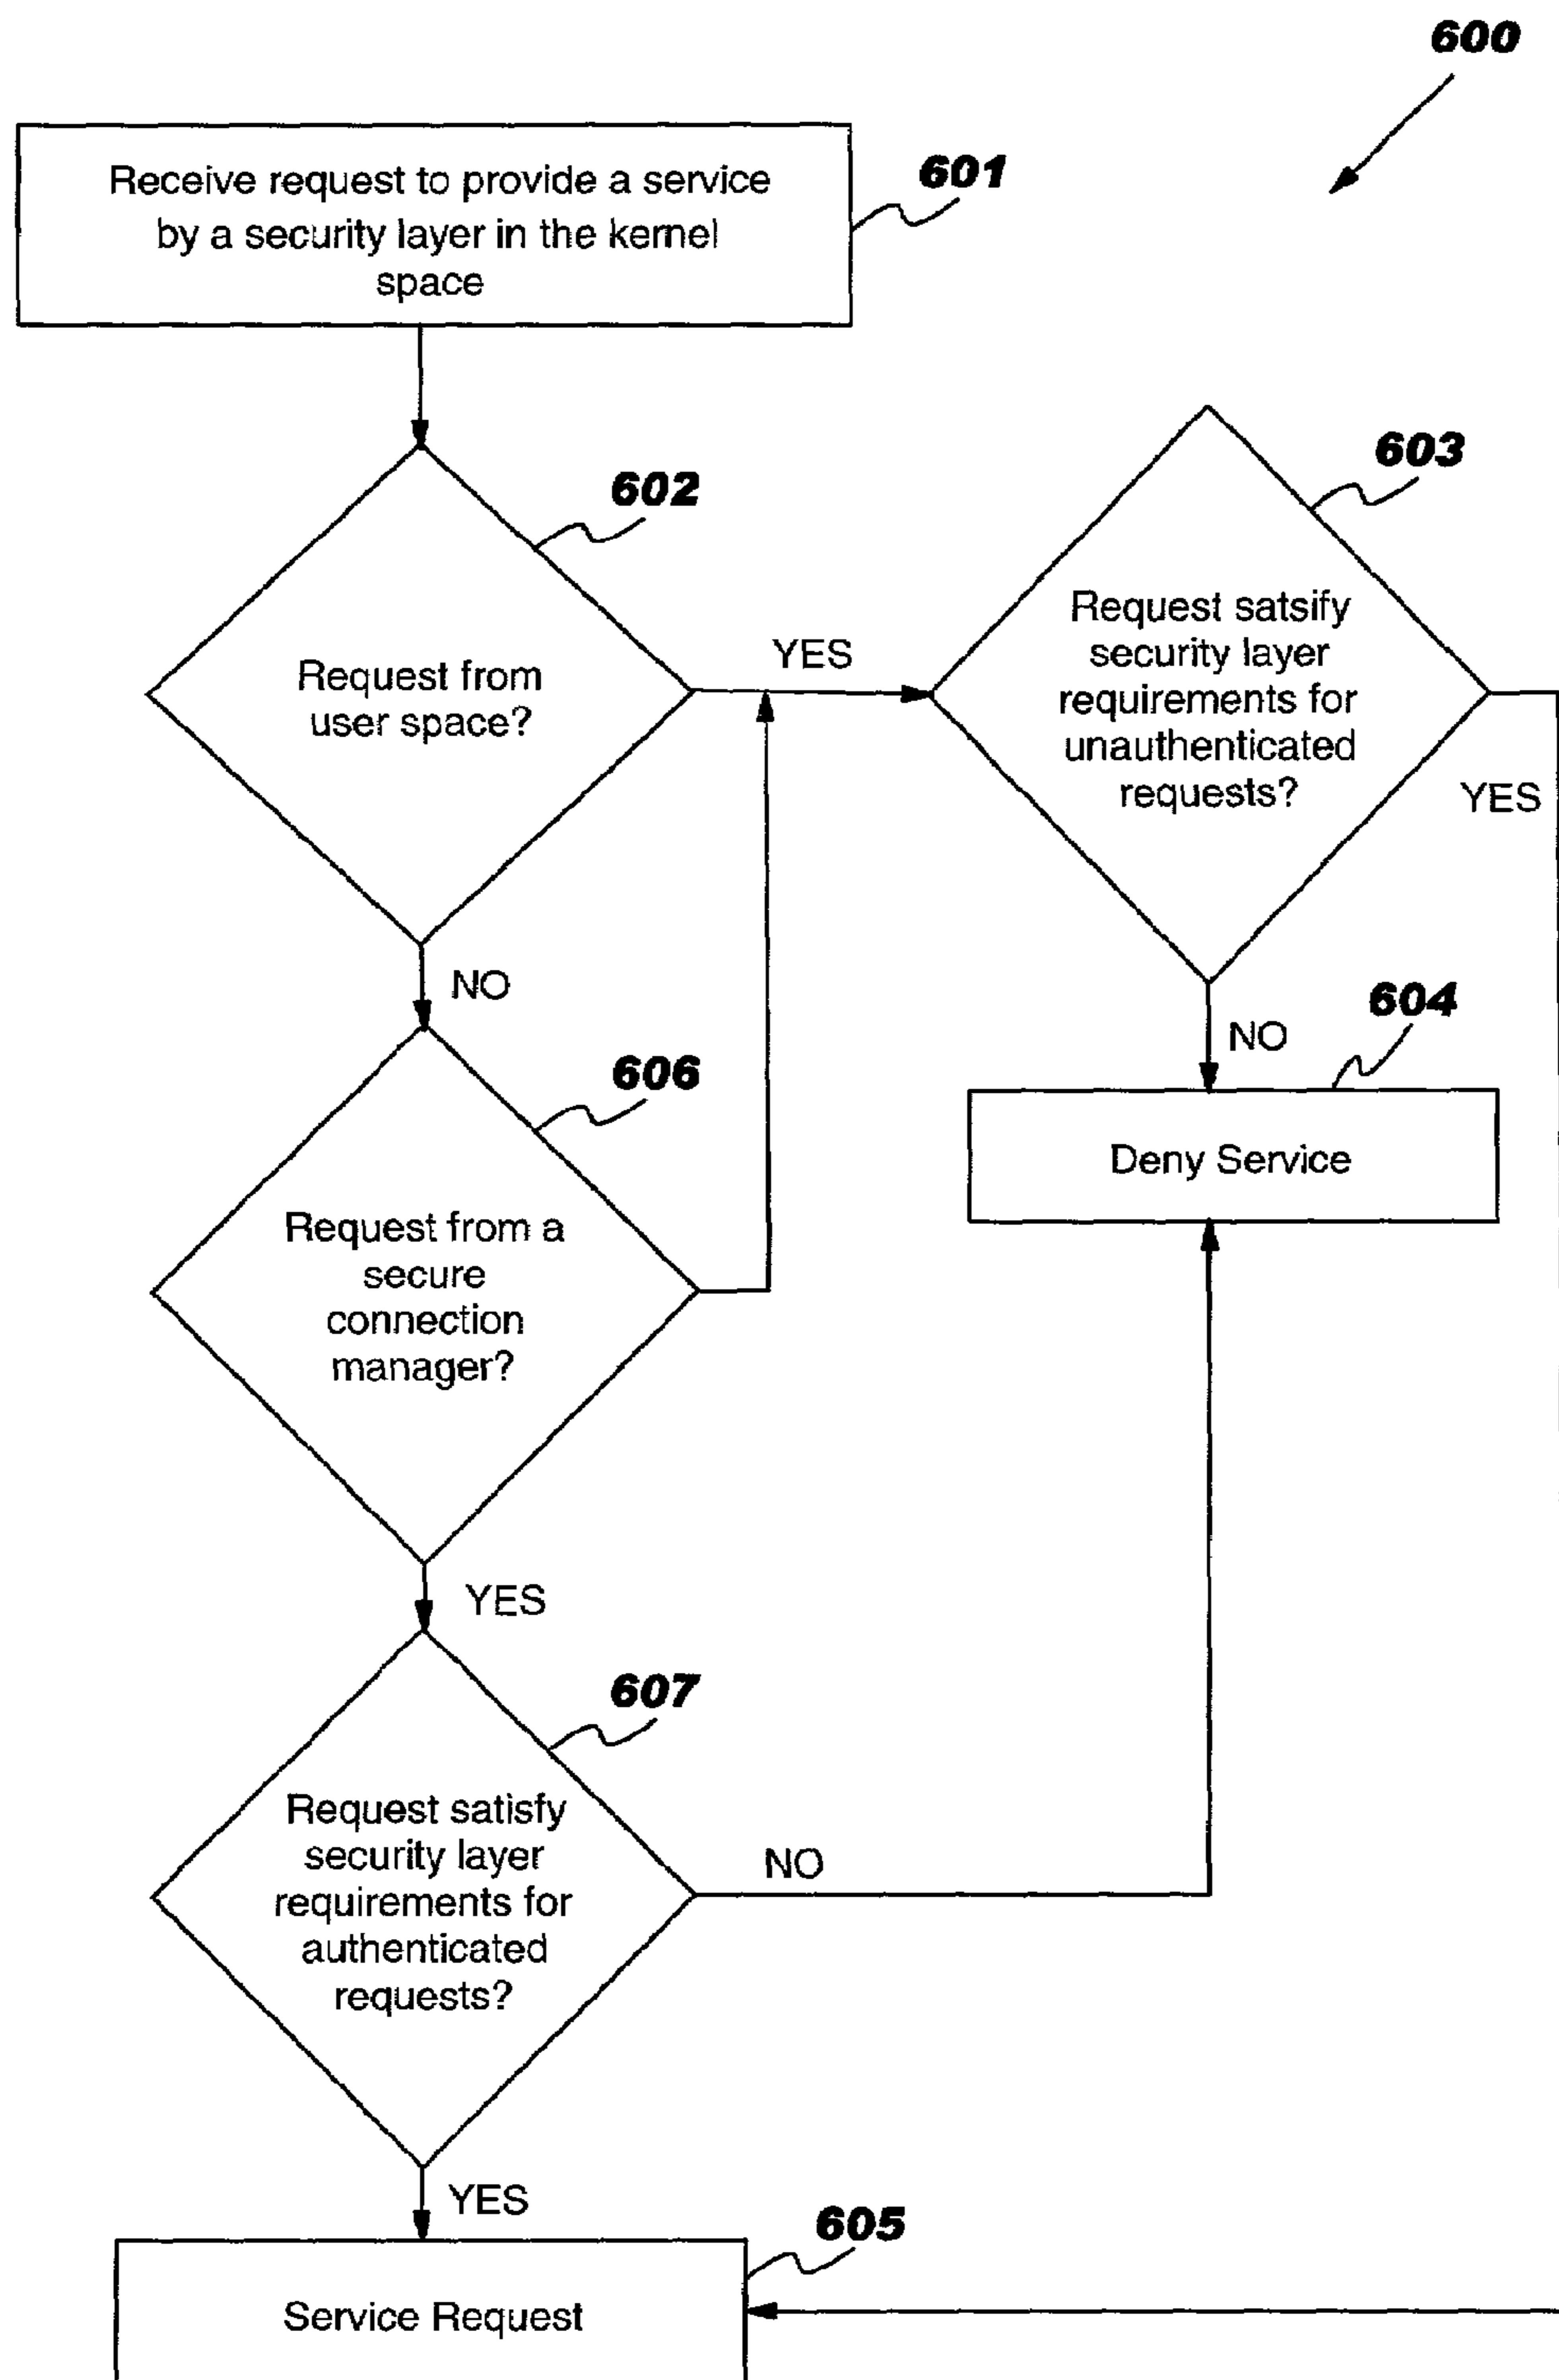 600
Receive request to provide a service
by a security layer in the kernel
space
601
602
Request from
user space?
YES
603
Request satsify
security layer
requirements for
unauthenticated
requests?
YES
NO
NO
604
Deny Service
606
Request from a
secure
connection
manager?
YES
607
Request satisfy
security layer
requirements for
authenticated
requests?
NO
YES
605
Service Request